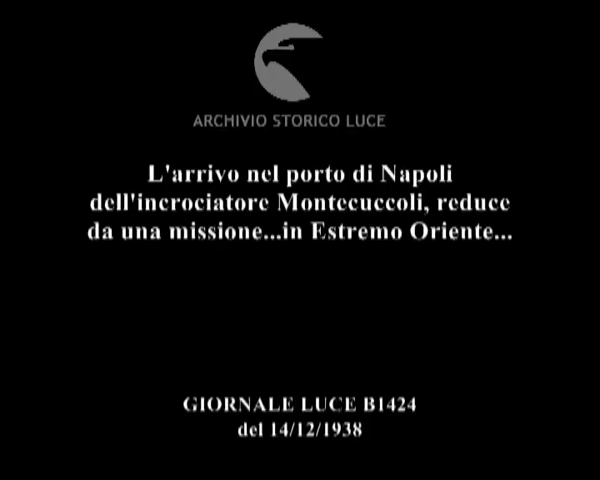 ARCHIVIO STORICO LUCE
L'arrivo nel porto di Napoli
dell'incrociatore Montecuccoli, reduce
da una missione...in Estremo Oriente...
GIORNALE LUCE B1424
del 14/12/1938